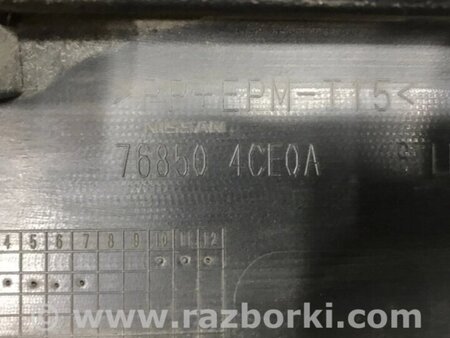 >PP+EPM-T15<
NISSAN
76850 4CE0A
4 5 6 7 8 9 10 11 12
www.razborki.com